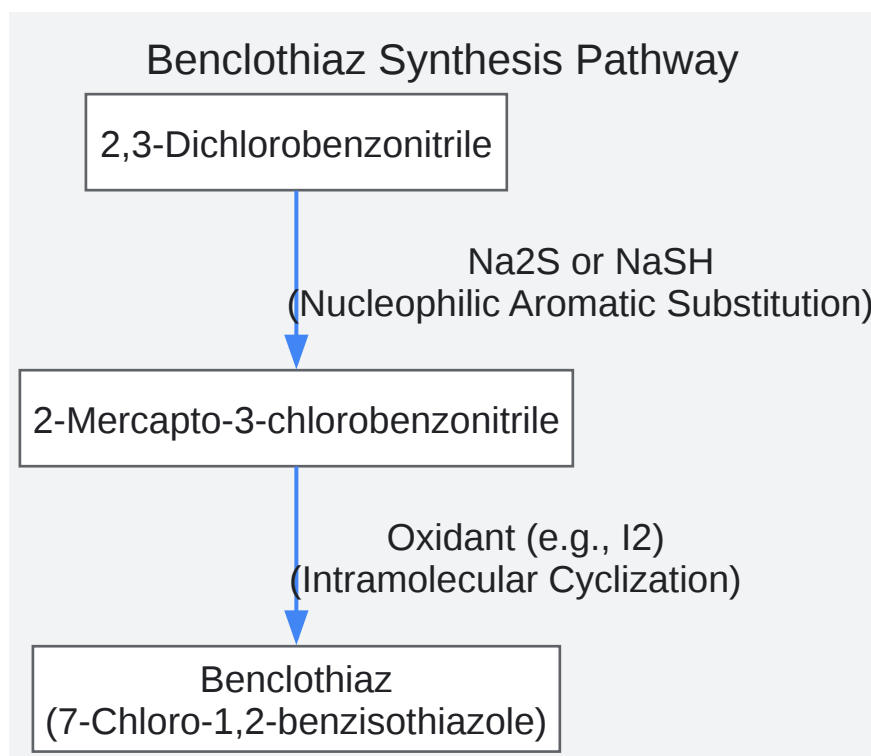 Benclothiaz Synthesis Pathway
2,3-Dichlorobenzonitrile
Na2S or NaSH
(Nucleophilic Aromatic Substitution)
2-Mercapto-3-chlorobenzonitrile
Oxidant (e.g., I2)
(Intramolecular Cyclization)
Benclothiaz
(7-Chloro-1,2-benzisothiazole)